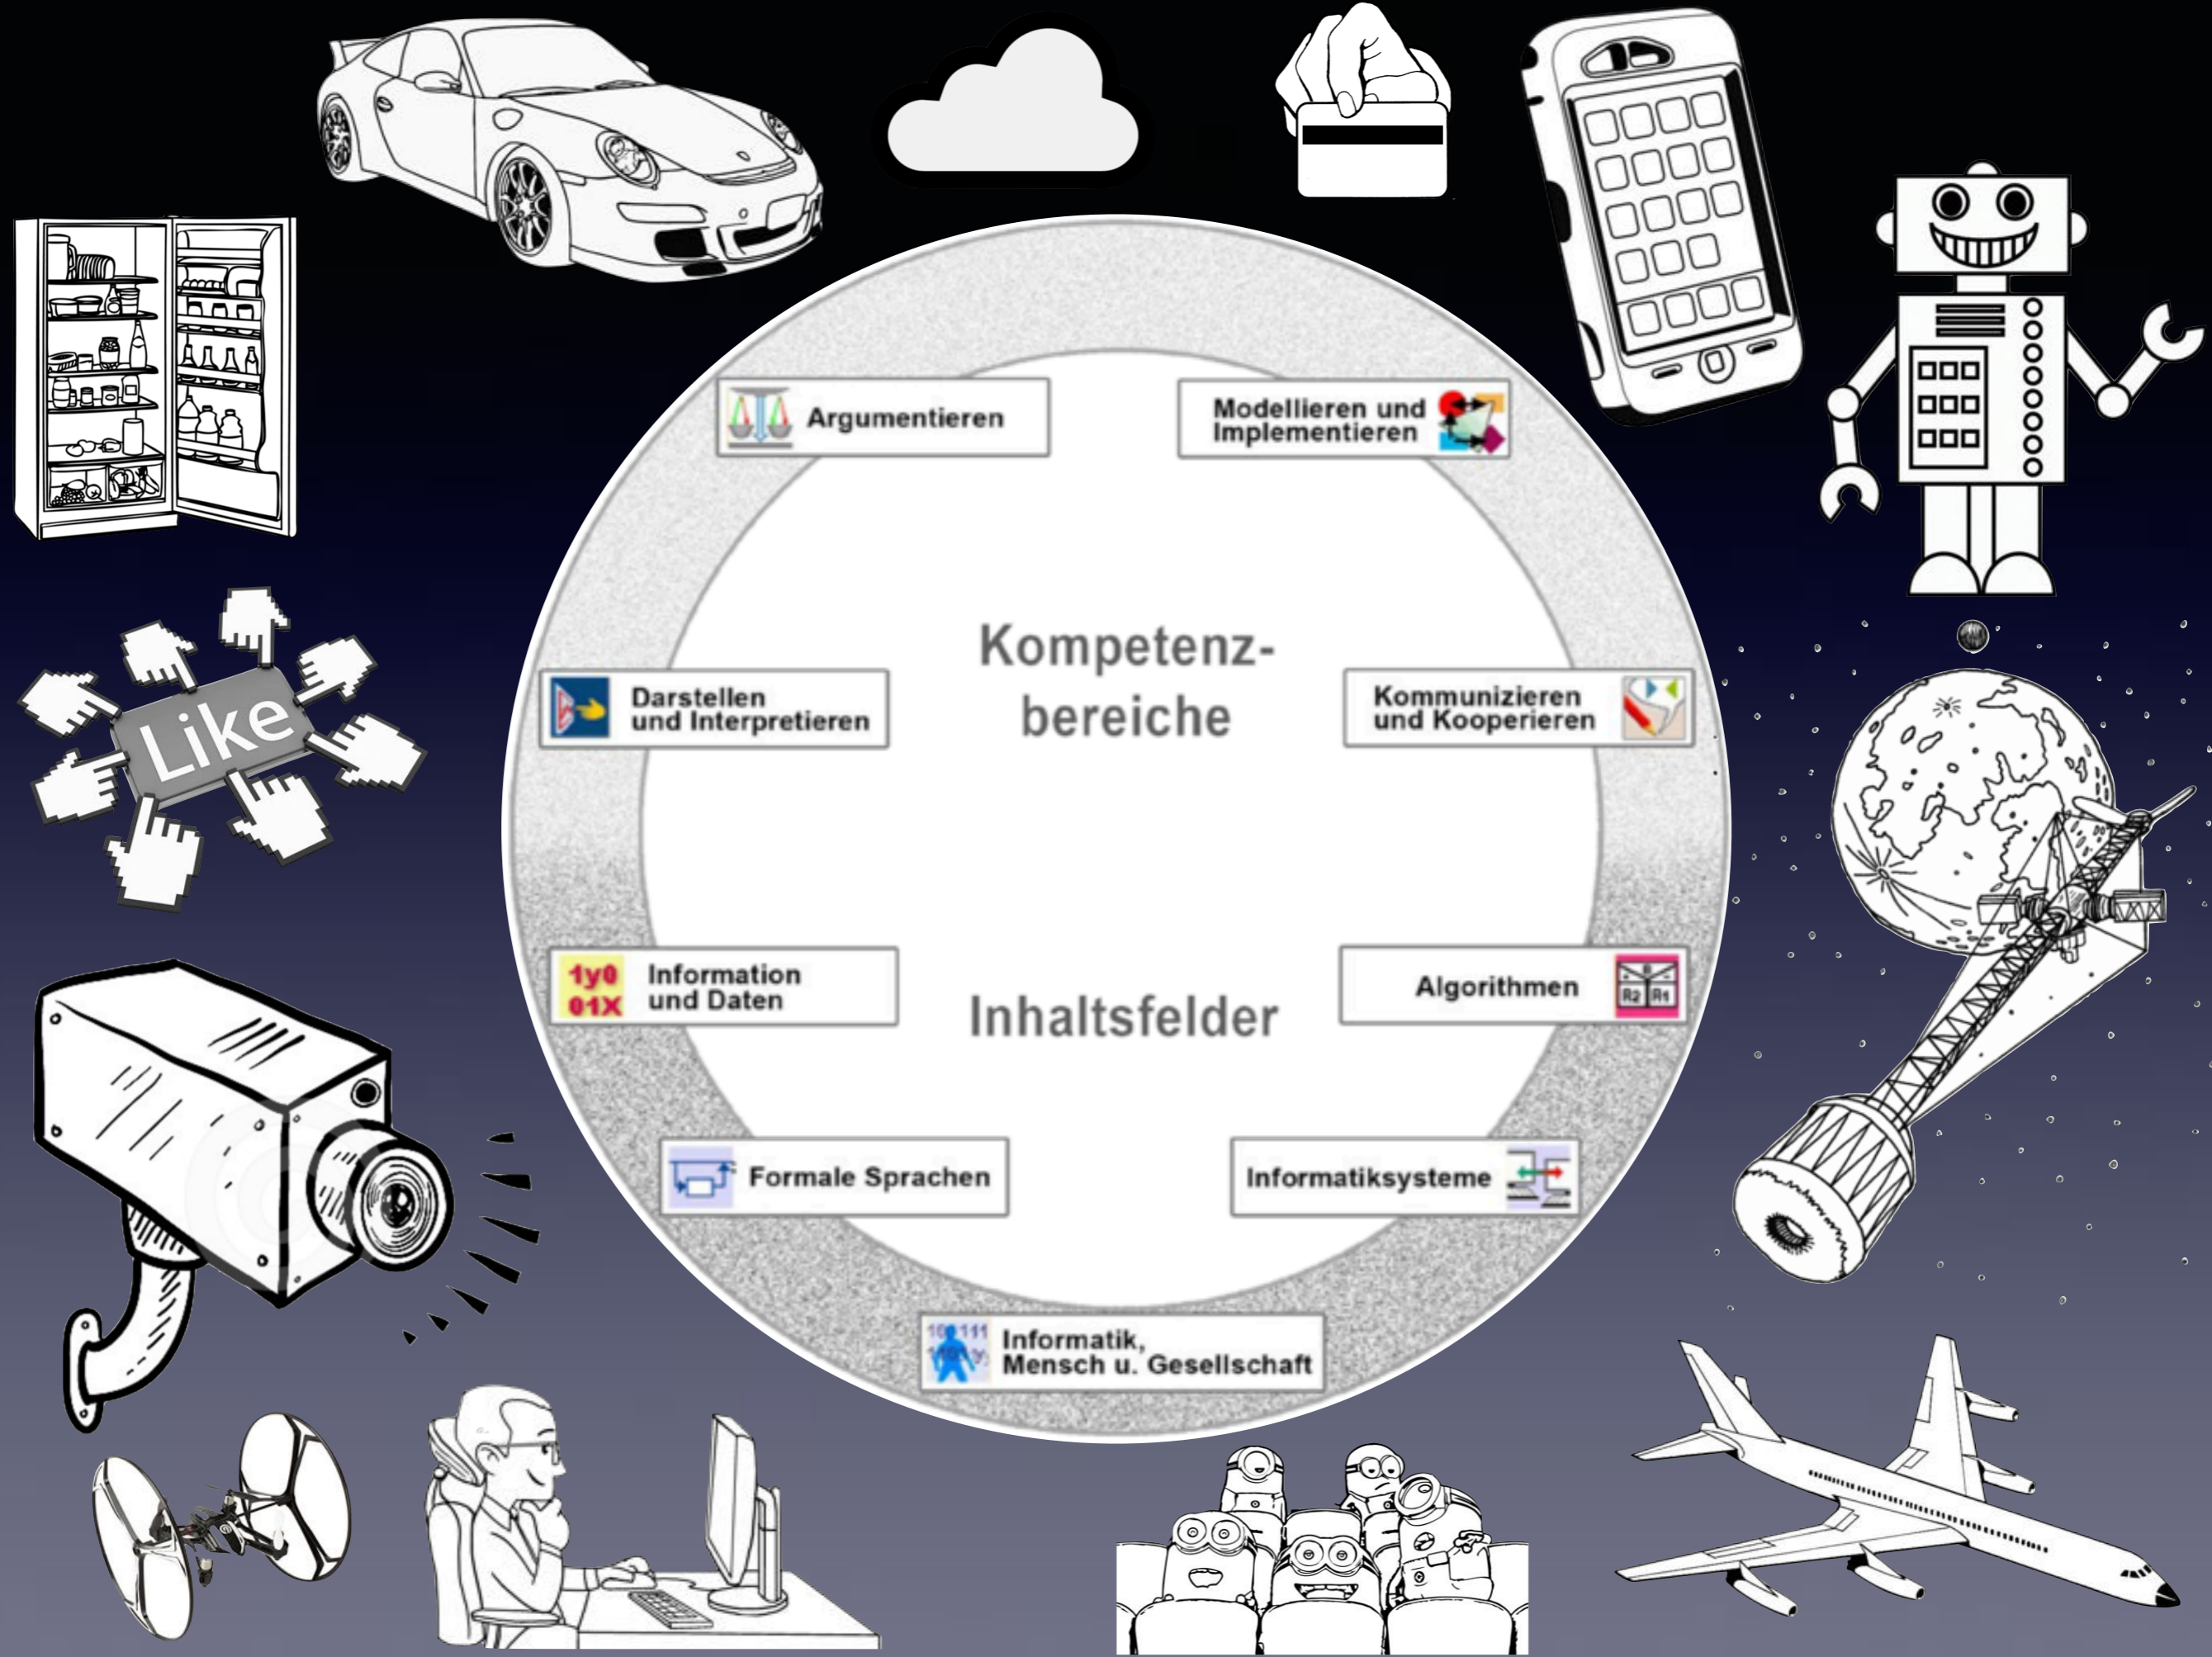 Argumentieren
Modellieren und
Implementieren
Kompetenz-
bereiche
Darstellen
und Interpretieren
Kommunizieren
und Kooperieren
Like
1y0
01X
Information
und Daten
Inhaltsfelder
Algorithmen
R2 R1
Formale Sprachen
Informatiksysteme
Informatik,
Mensch u. Gesellschaft